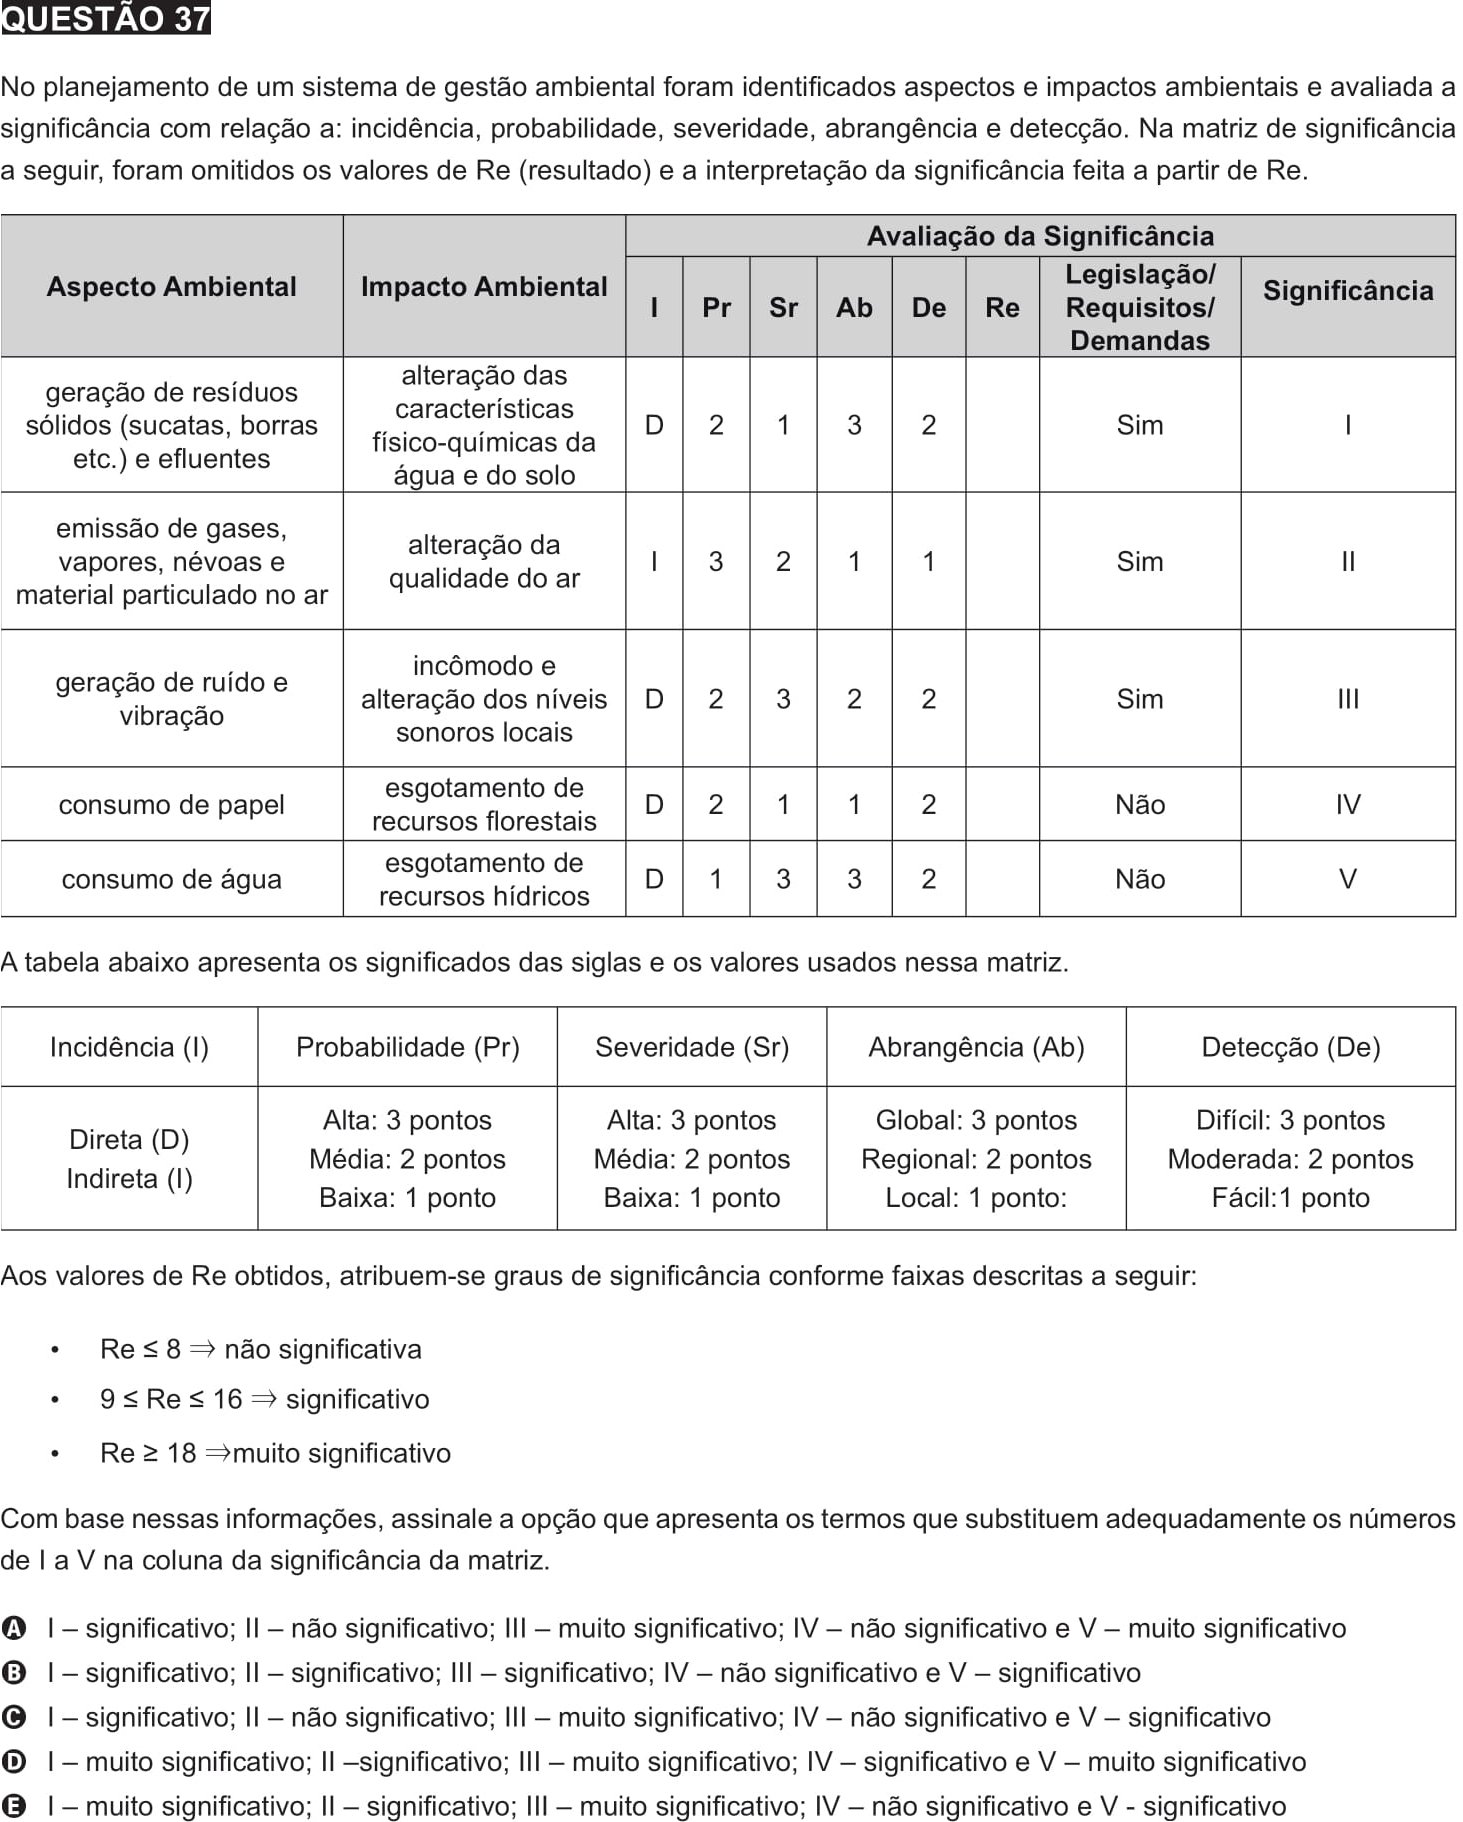 QUESTÃO 37
No planejamento de um sistema de gestão ambiental foram identificados aspectos e impactos ambientais e avaliada a
significância com relação a: incidência, probabilidade, severidade, abrangência e detecção. Na matriz de significância
a seguir, foram omitidos os valores de Re (resultado) e a interpretação da significância feita a partir de Re.
Aspecto Ambiental
Impacto Ambiental
Avaliação da Significância
I
Pr
Sr
Ab
De
Re
Legislação/
Requisitos/
Demandas
Significância
geração de resíduos
sólidos (sucatas, borras
etc.) e efluentes
alteração das
características
físico-químicas da
água e do solo
D
2
1
3
2
Sim
I
emissão de gases,
vapores, névoas e
material particulado no ar
alteração da
qualidade do ar
I
3
2
1
1
Sim
II
geração de ruído e
vibração
incômodo e
alteração dos níveis
sonoros locais
D
2
3
2
2
Sim
III
consumo de papel
esgotamento de
recursos florestais
D
2
1
1
2
Não
IV
consumo de água
esgotamento de
recursos hídricos
D
1
3
3
2
Não
V
A tabela abaixo apresenta os significados das siglas e os valores usados nessa matriz.
Incidência (I)
Probabilidade (Pr)
Severidade (Sr)
Abrangência (Ab)
Detecção (De)
Direta (D)
Indireta (I)
Alta: 3 pontos
Média: 2 pontos
Baixa: 1 ponto
Alta: 3 pontos
Média: 2 pontos
Baixa: 1 ponto
Global: 3 pontos
Regional: 2 pontos
Local: 1 ponto:
Difícil: 3 pontos
Moderada: 2 pontos
Fácil:1 ponto
Aos valores de Re obtidos, atribuem-se graus de significância conforme faixas descritas a seguir:
• Re ≤ 8 ⇒ não significativa
• 9 ≤ Re ≤ 16 ⇒ significativo
• Re ≥ 18 ⇒muito significativo
Com base nessas informações, assinale a opção que apresenta os termos que substituem adequadamente os números
de I a V na coluna da significância da matriz.
A I – significativo; II – não significativo; III – muito significativo; IV – não significativo e V – muito significativo
B I – significativo; II – significativo; III – significativo; IV – não significativo e V – significativo
C I – significativo; II – não significativo; III – muito significativo; IV – não significativo e V – significativo
D I – muito significativo; II –significativo; III – muito significativo; IV – significativo e V – muito significativo
E I – muito significativo; II – significativo; III – muito significativo; IV – não significativo e V - significativo